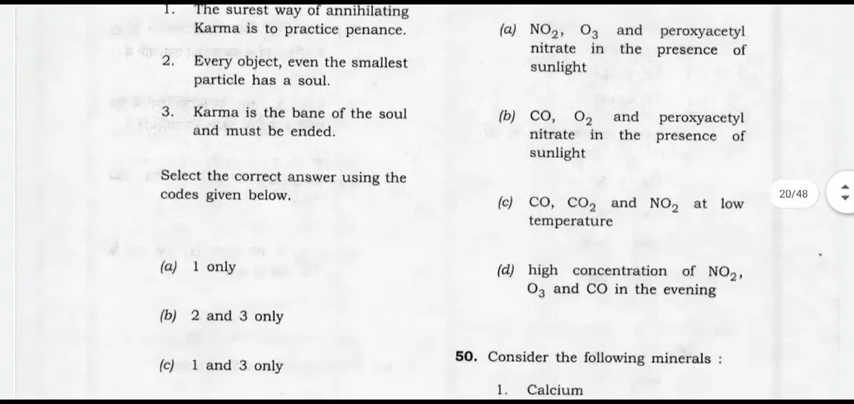 1. The surest way of annihilating
Karma is to practice penance.
2. Every object, even the smallest
particle has a soul.
3. Karma is the bane of the soul
and must be ended.
Select the correct answer using the
codes given below.
(a) 1 only
(b) 2 and 3 only
(c) 1 and 3 only
(a) NO₂, O₃ and peroxyacetyl
nitrate in the presence of
sunlight
(b) CO, O₂ and peroxyacetyl
nitrate in the presence of
sunlight
(c) CO, CO₂ and NO₂ at low
temperature
(d) high concentration of NO₂,
O₃ and CO in the evening
50. Consider the following minerals :
1. Calcium
20/48